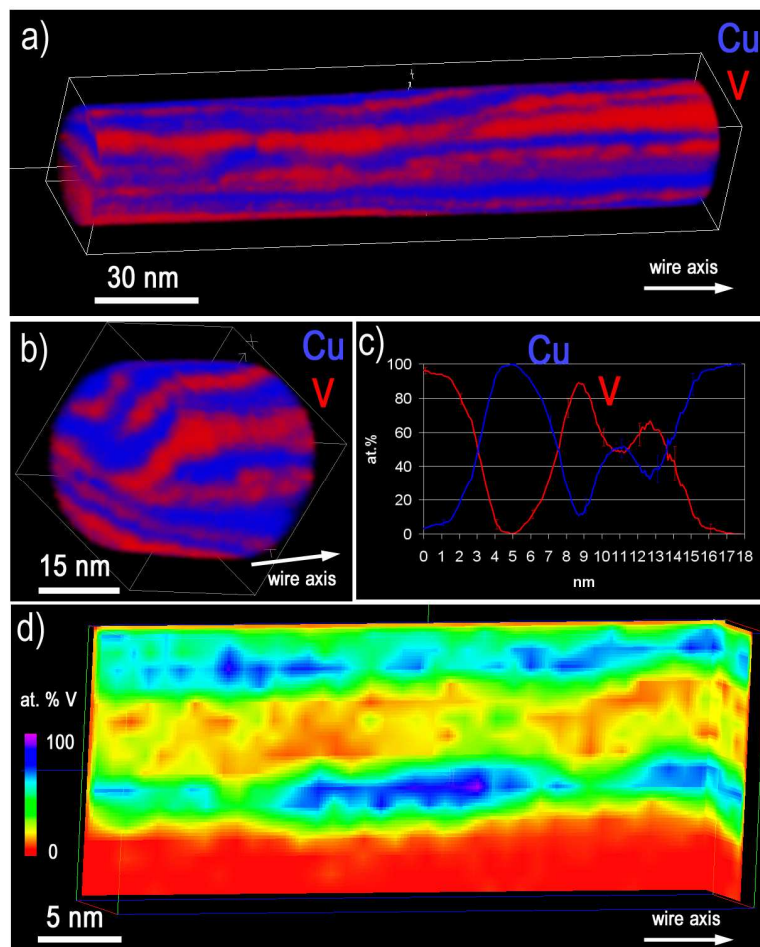 a)
Cu
V
30 nm
wire axis
b)
Cu
V
15 nm
wire axis
c)
Cu
V
100
80
60
40
20
0
at.%
0 1 2 3 4 5 6 7 8 9 10 11 12 13 14 15 16 17 18
nm
d)
at. % V
100
0
5 nm
wire axis